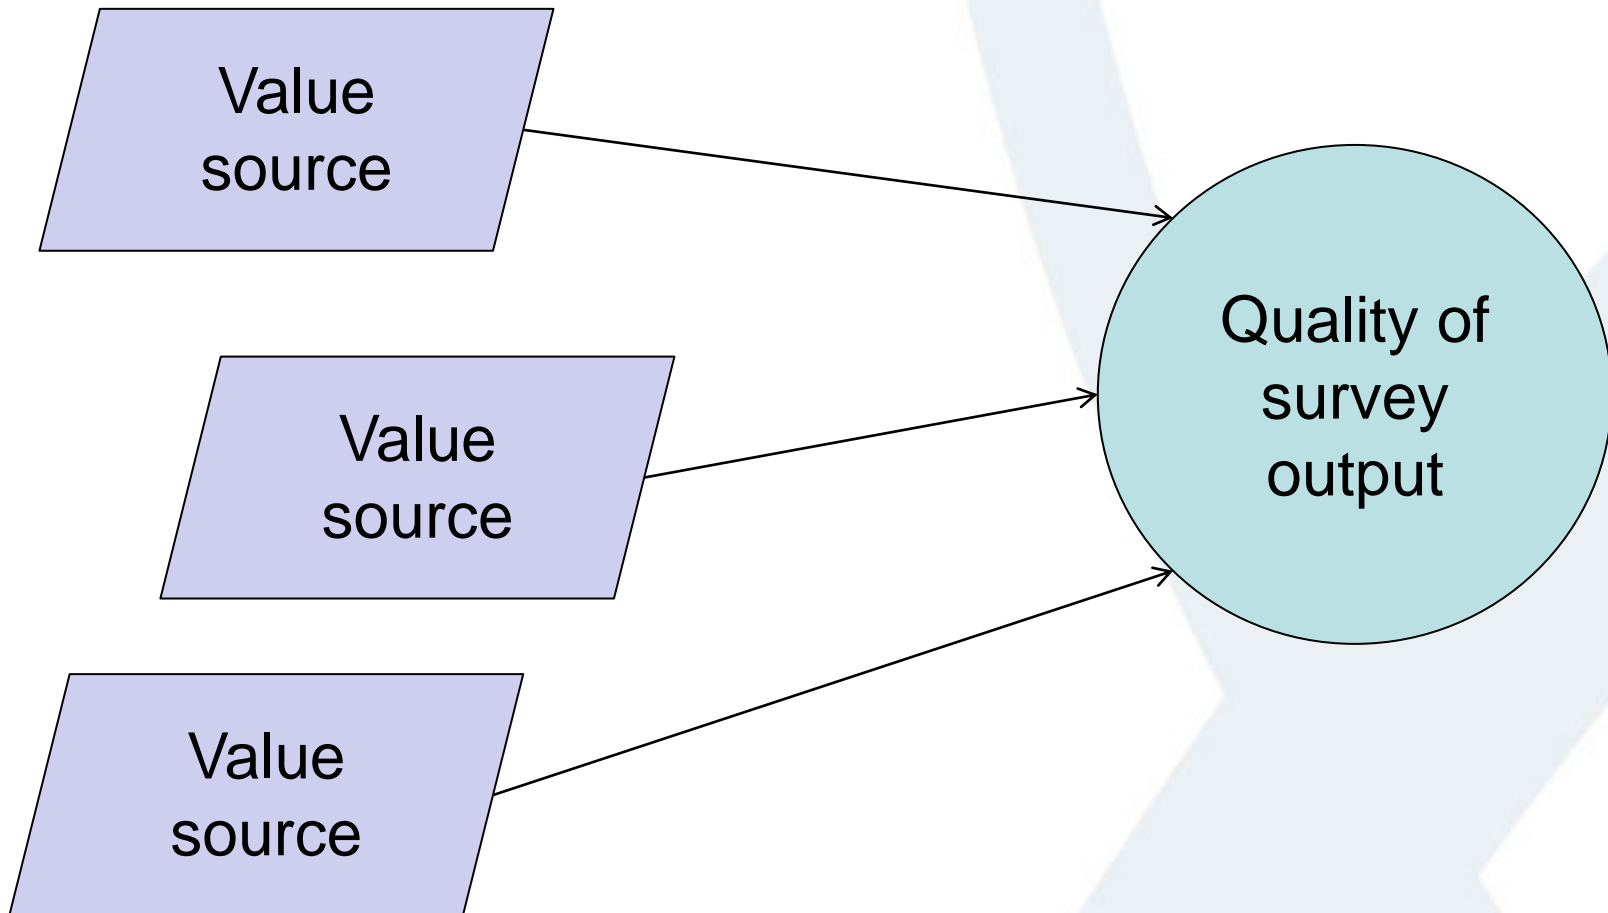 Value
source
Value
source
Value
source
Quality of
survey
output